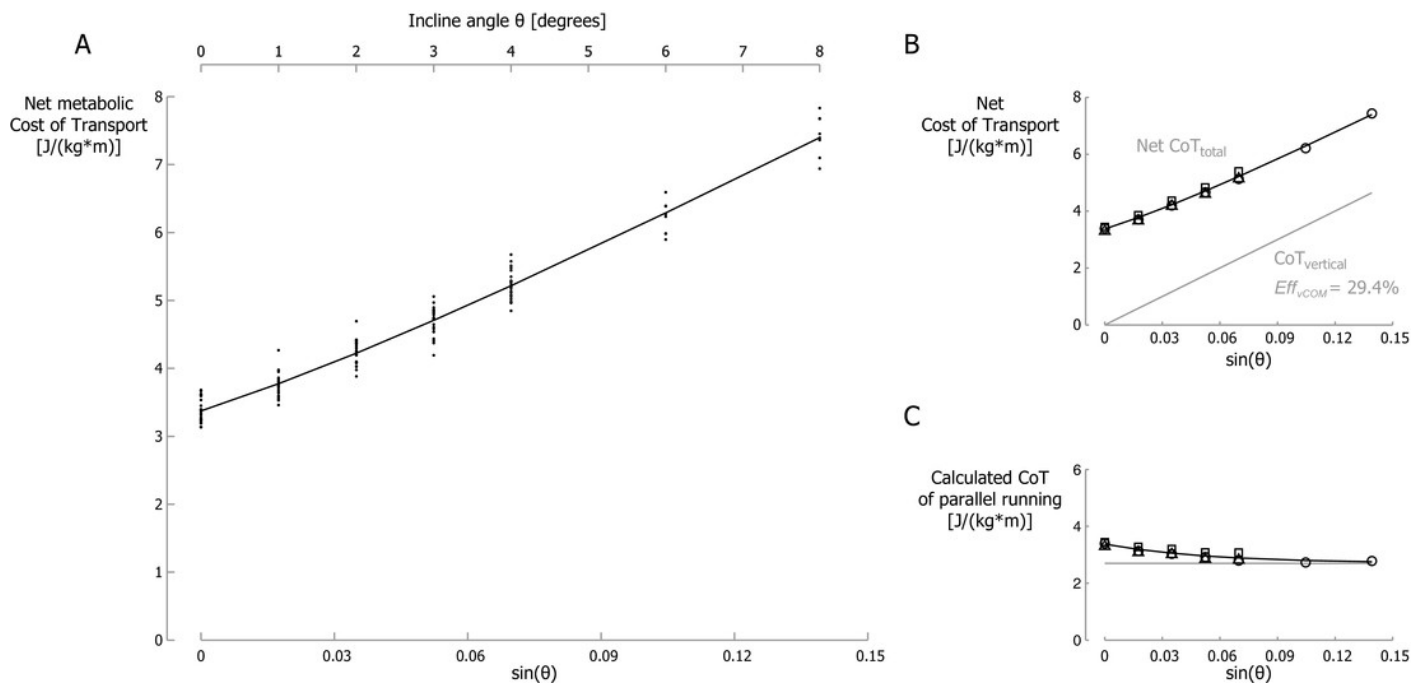 A
Incline angle θ [degrees]
0 1 2 3 4 5 6 7 8
Net metabolic
Cost of Transport
[J/(kg*m)]
8
7
6
5
4
3
2
1
0
0 0.03 0.06 0.09 0.12 0.15
sin(θ)
B
Net
Cost of Transport
[J/(kg*m)]
8
6
4
2
0
Net CoTtotal
CoTvertical
EffvCOM = 29.4%
0 0.03 0.06 0.09 0.12 0.15
sin(θ)
C
Calculated CoT
of parallel running
[J/(kg*m)]
6
4
2
0
0 0.03 0.06 0.09 0.12 0.15
sin(θ)